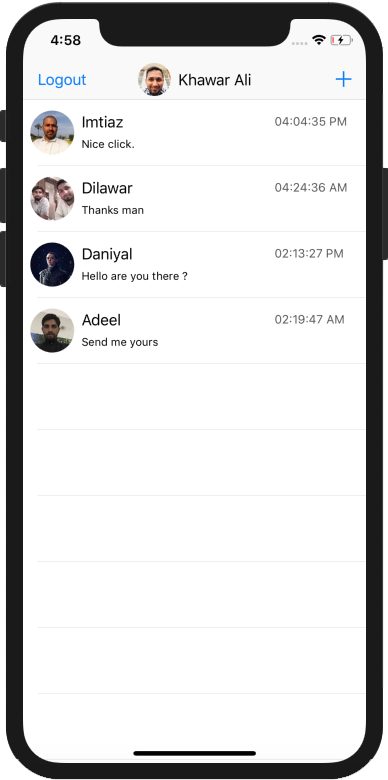 4:58
Logout Khawar Ali +
Imtiaz 04:04:35 PM
Nice click.
Dilawar 04:24:36 AM
Thanks man
Daniyal 02:13:27 PM
Hello are you there ?
Adeel 02:19:47 AM
Send me yours